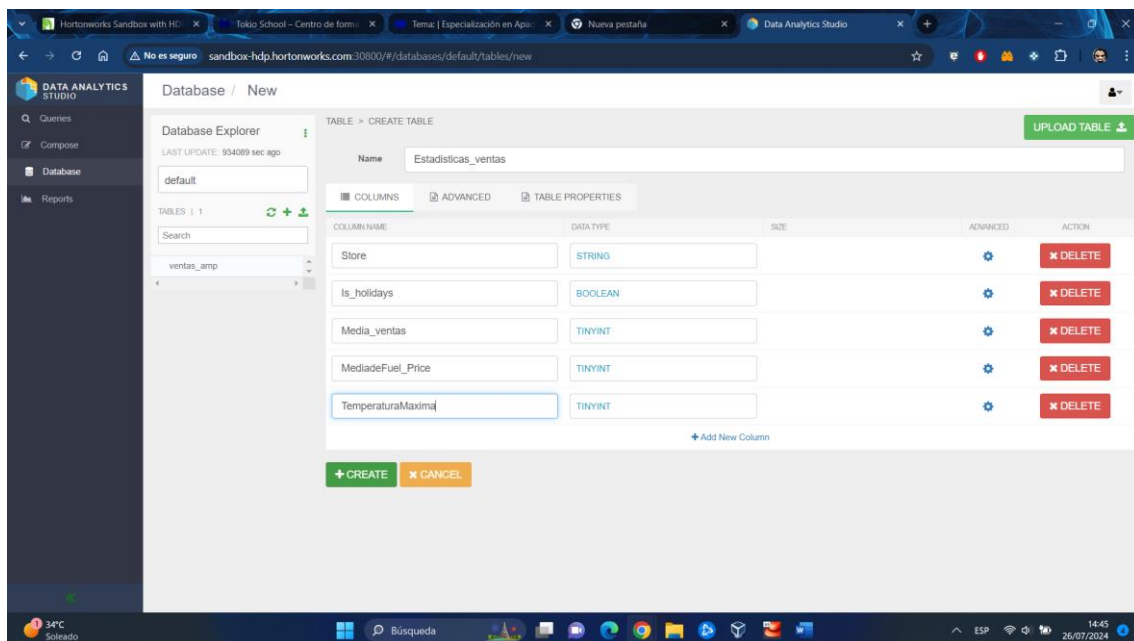 Hortonworks Sandbox with HD
Tokio School – Centro de forma
Tema: | Especialización en Apac
Nueva pestaña
Data Analytics Studio
No es seguro sandbox-hdp.hortonworks.com:30800/#/databases/default/tables/new
DATA ANALYTICS
STUDIO
Database / New
Queries
Compose
Database
Reports
Database Explorer
LAST UPDATE: 934089 sec ago
default
TABLES | 1
Search
ventas_amp
TABLE > CREATE TABLE
UPLOAD TABLE
Name Estadisticas_ventas
COLUMNS ADVANCED TABLE PROPERTIES
COLUMN NAME DATA TYPE SIZE ADVANCED ACTION
Store STRING DELETE
Is_holidays BOOLEAN DELETE
Media_ventas TINYINT DELETE
MediadeFuel_Price TINYINT DELETE
TemperaturaMaxima TINYINT DELETE
+ Add New Column
+ CREATE
CANCEL
1
34°C
Soleado
Búsqueda
ESP
14:45
26/07/2024